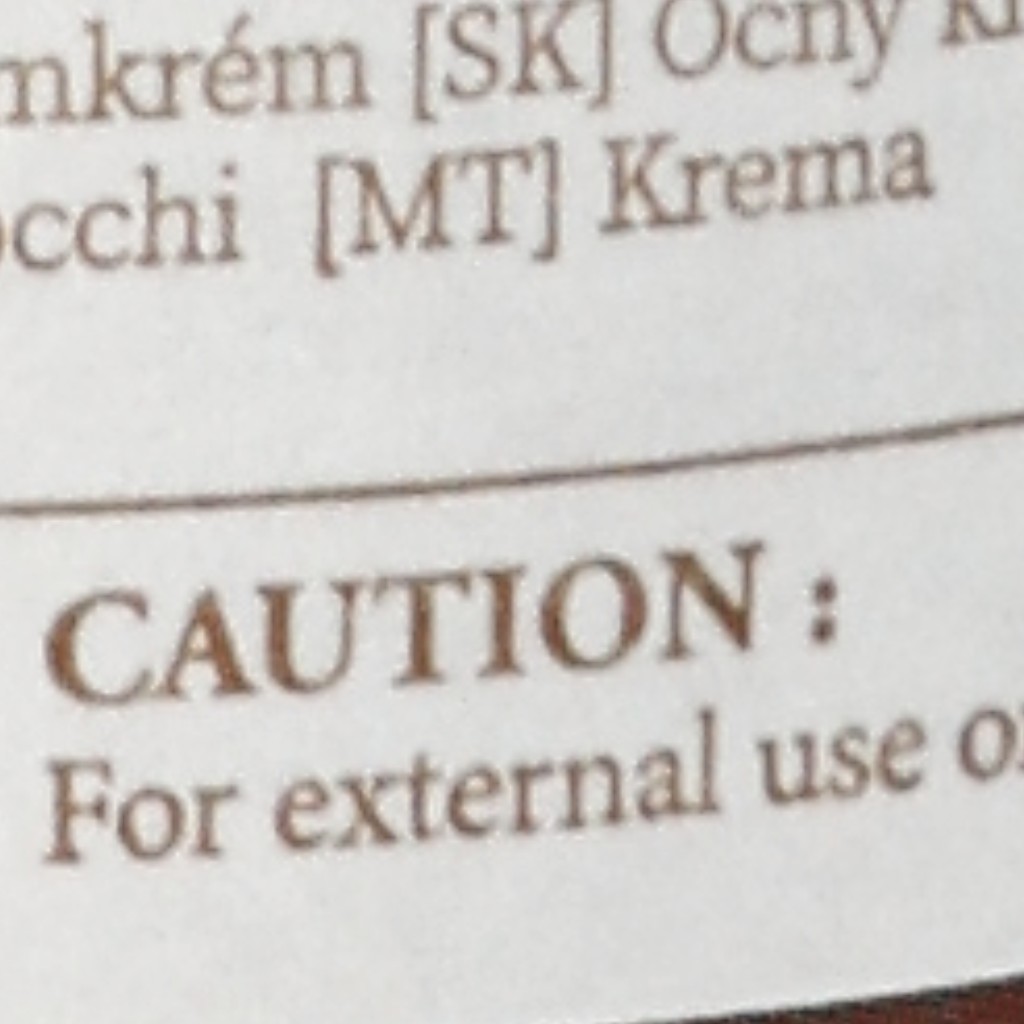 mkrém [SK] Očný
occhi [MT] Krema
CAUTION :
For external use